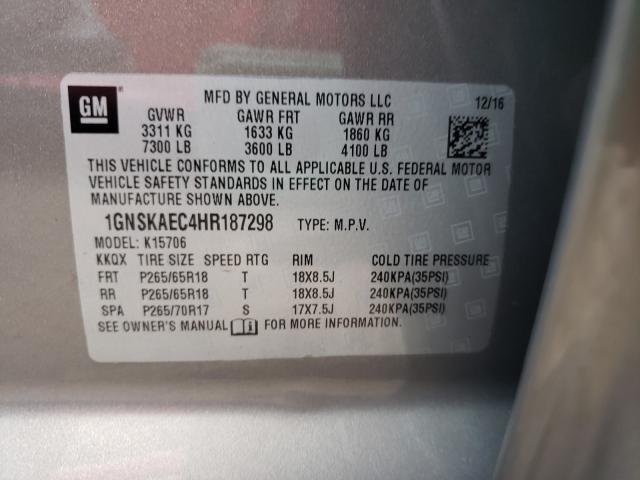 GM
MFD BY GENERAL MOTORS LLC 12/16
GVWR GAWR FRT GAWR RR
3311 KG 1633 KG 1860 KG
7300 LB 3600 LB 4100 LB
THIS VEHICLE CONFORMS TO ALL APPLICABLE U.S. FEDERAL MOTOR
VEHICLE SAFETY STANDARDS IN EFFECT ON THE DATE OF
MANUFACTURE SHOWN ABOVE.
1GNSKAEC4HR187298 TYPE: M.P.V.
MODEL: K15706
KKQX TIRE SIZE SPEED RTG RIM COLD TIRE PRESSURE
FRT P265/65R18 T 18X8.5J 240KPA(35PSI)
RR P265/65R18 T 18X8.5J 240KPA(35PSI)
SPA P265/70R17 S 17X7.5J 240KPA(35PSI)
SEE OWNER'S MANUAL FOR MORE INFORMATION.